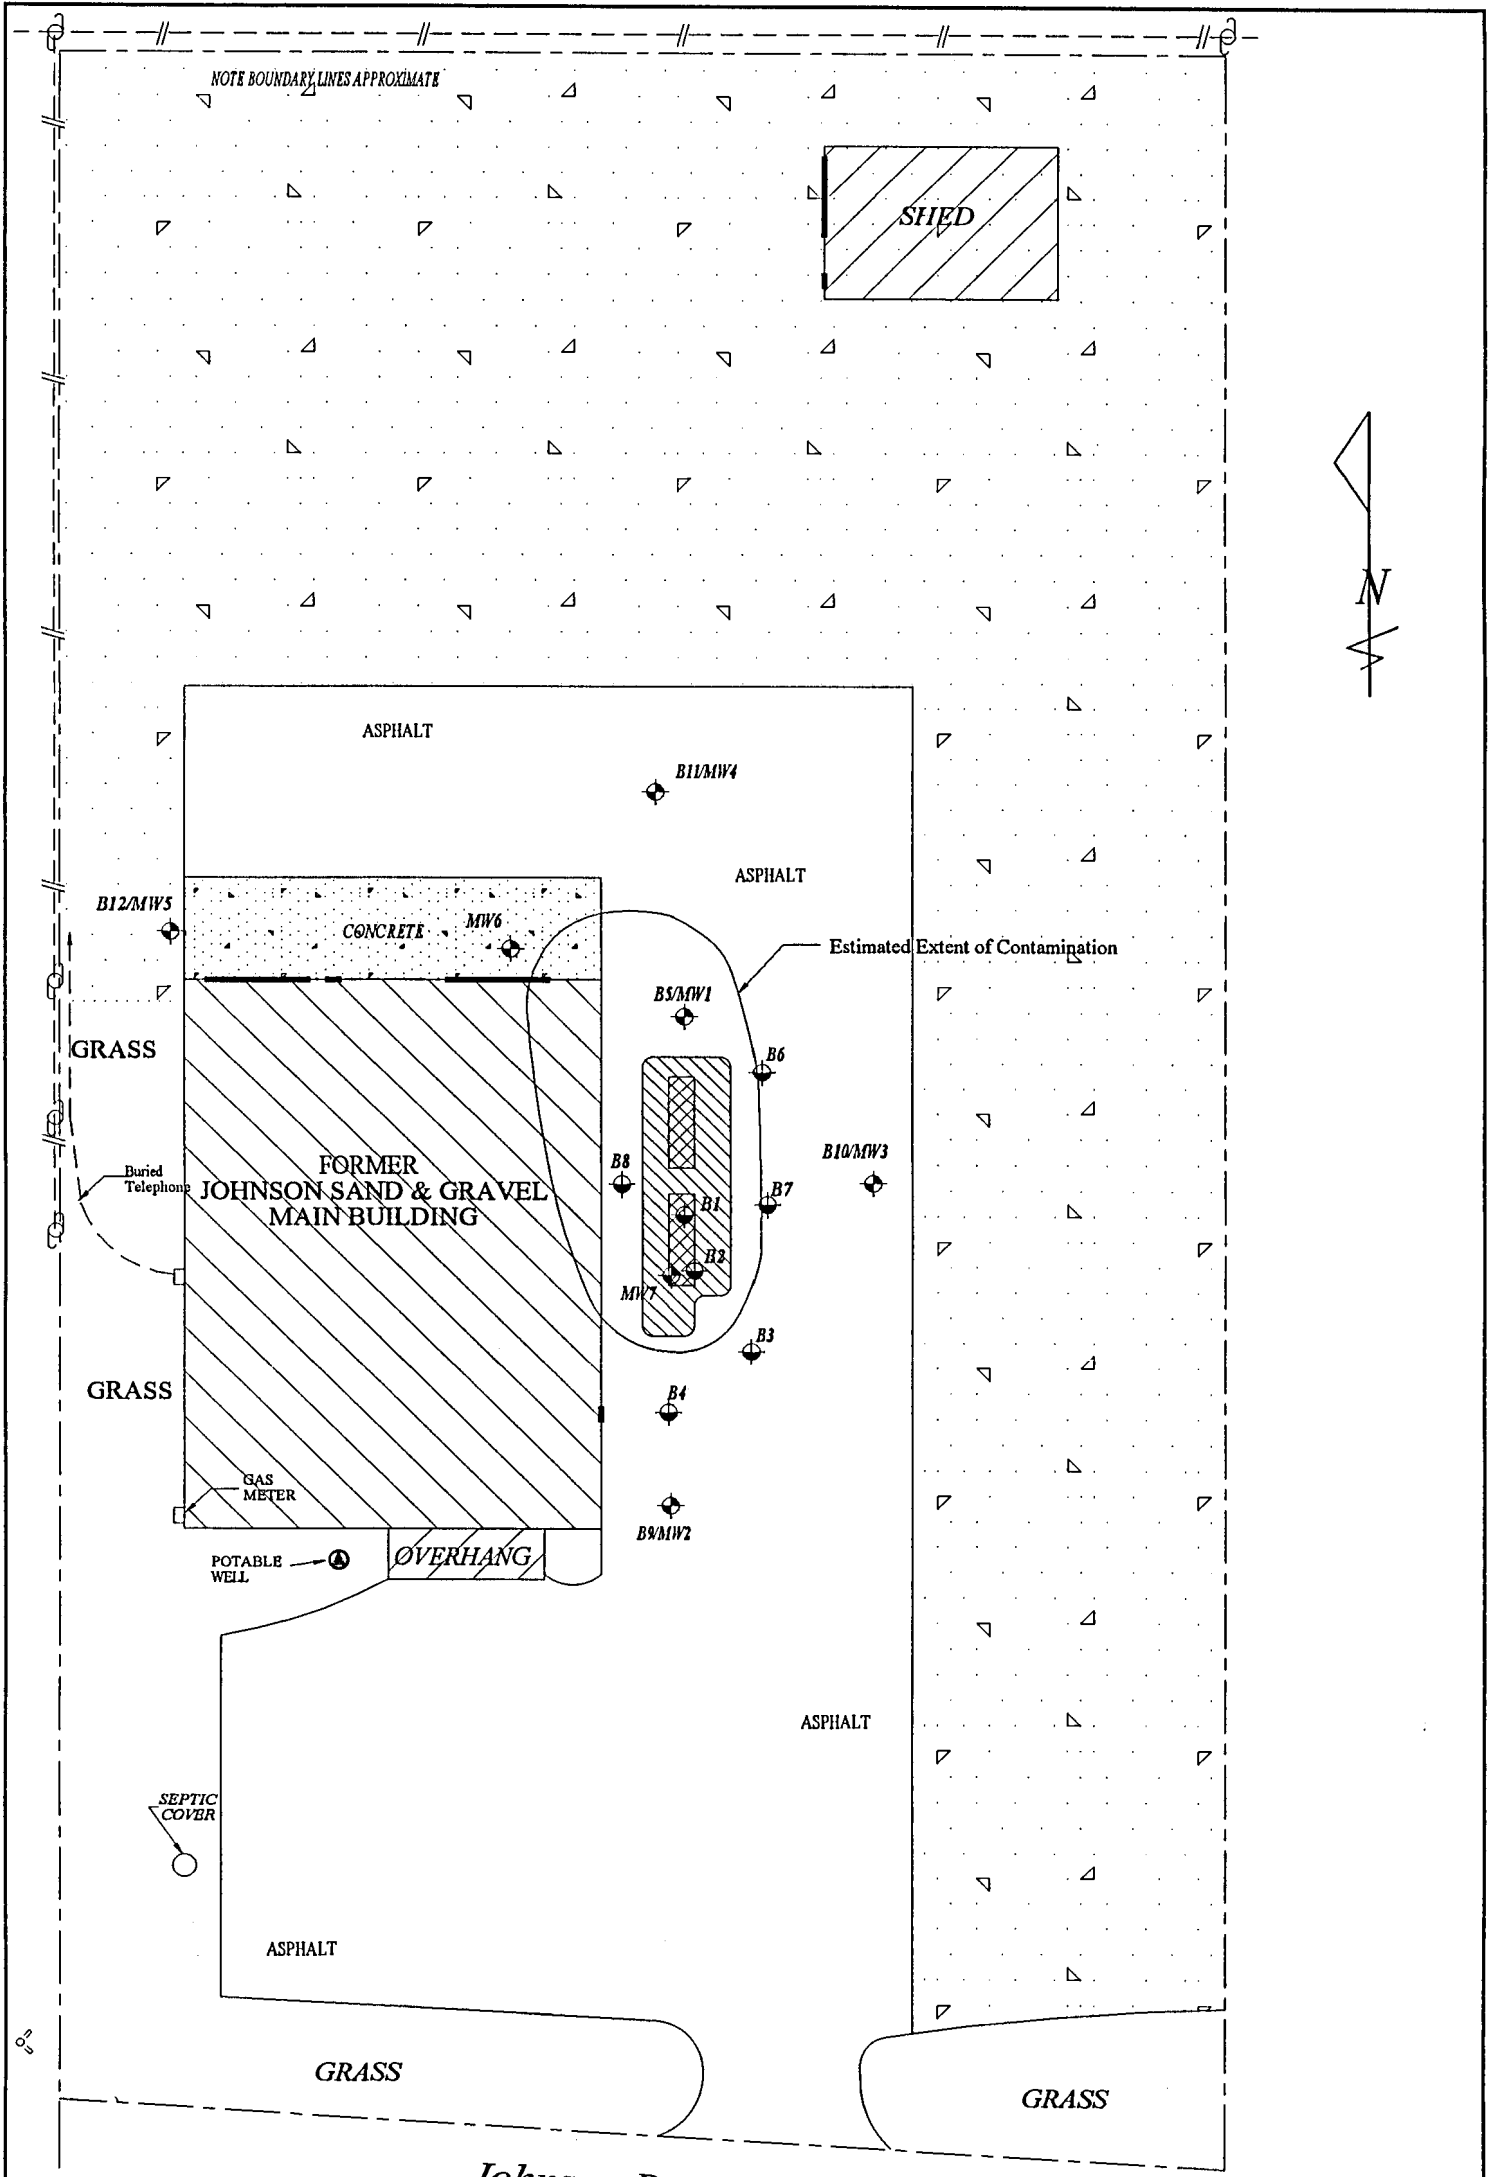 NOTE BOUNDARY LINES APPROXIMATE
SHED
N
ASPHALT
B11/MW4
ASPHALT
B12/MW5
CONCRETE
MW6
Estimated Extent of Contamination
B5/MW1
GRASS
B6
B8
B10/MW3
Buried
Telephone
FORMER
JOHNSON SAND & GRAVEL
MAIN BUILDING
B7
B1
B2
MW7
B3
GRASS
B4
GAS
METER
B9/MW2
POTABLE
WELL
OVERHANG
ASPHALT
SEPTIC
COVER
ASPHALT
GRASS
GRASS